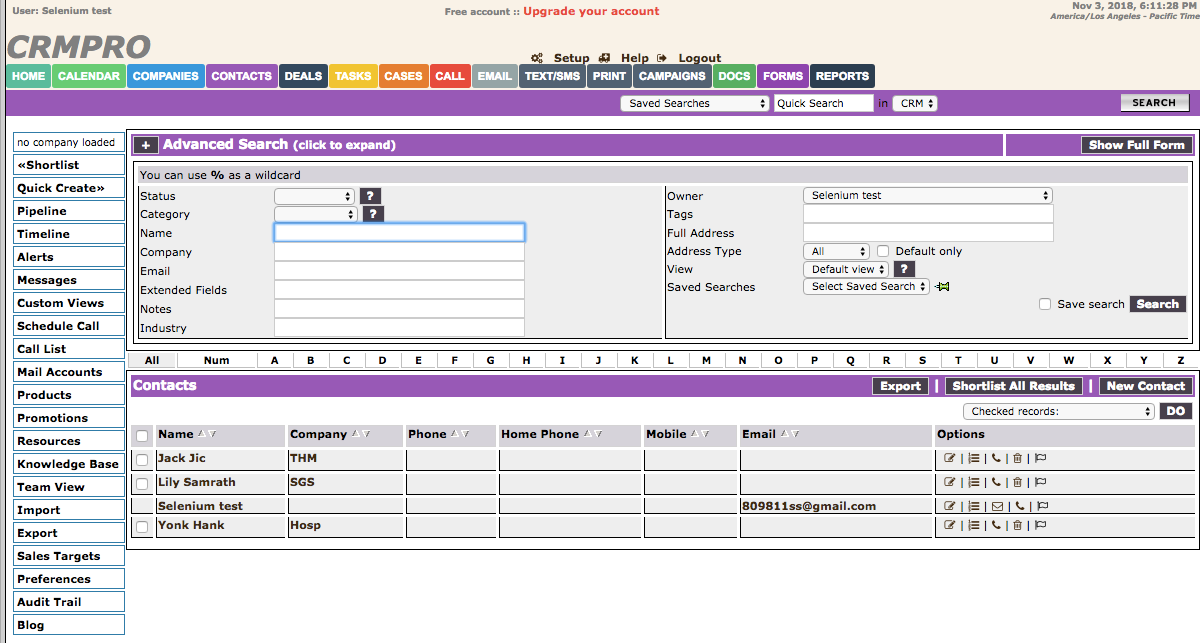 User: Selenium test
Free account :: Upgrade your account
Nov 3, 2018, 6:11:28 PM
America/Los Angeles - Pacific Time
CRMPRO
Setup Help Logout
HOME CALENDAR COMPANIES CONTACTS DEALS TASKS CASES CALL EMAIL TEXT/SMS PRINT CAMPAIGNS DOCS FORMS REPORTS
Saved Searches Quick Search in CRM SEARCH
no company loaded
«Shortlist
Quick Create»
Pipeline
Timeline
Alerts
Messages
Custom Views
Schedule Call
Call List
Mail Accounts
Products
Promotions
Resources
Knowledge Base
Team View
Import
Export
Sales Targets
Preferences
Audit Trail
Blog
+ Advanced Search (click to expand) Show Full Form
You can use % as a wildcard
Status ?
Category ?
Name
Company
Email
Extended Fields
Notes
Industry
Owner Selenium test
Tags
Full Address
Address Type All Default only
View Default view ?
Saved Searches Select Saved Search
Save search Search
All Num A B C D E F G H I J K L M N O P Q R S T U V W X Y Z
Contacts Export | Shortlist All Results | New Contact
Checked records: DO
Name Company Phone Home Phone Mobile Email Options
Jack Jic THM | | | |
Lily Samrath SGS | | | |
Selenium test 809811ss@gmail.com | | | |
Yonk Hank Hosp | | | |